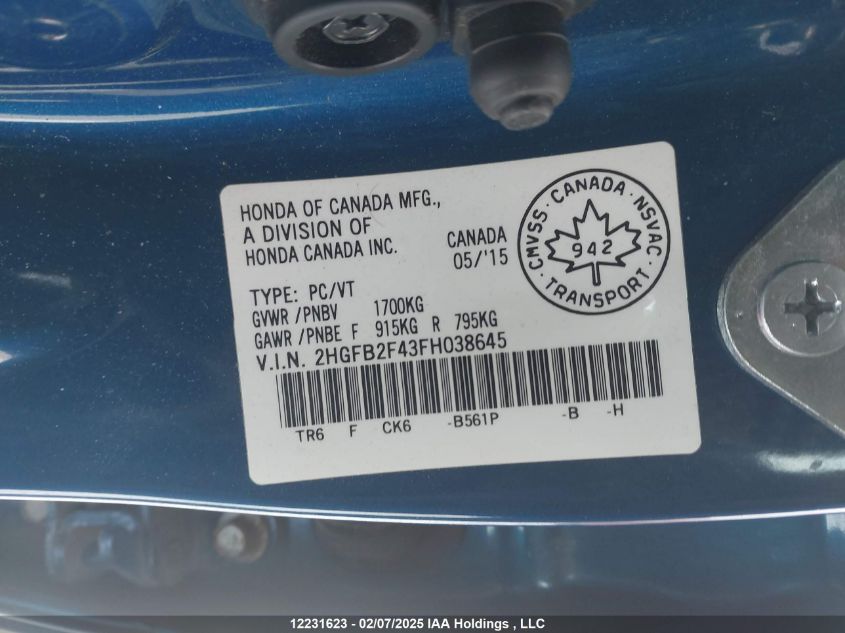 HONDA OF CANADA MFG.,
A DIVISION OF
HONDA CANADA INC.
CANADA
05/'15
CMVSS · CANADA · NSVAC · TRANSPORT ·
942
TYPE: PC/VT
GVWR /PNBV 1700KG
GAWR /PNBE F 915KG R 795KG
V.I.N. 2HGFB2F43FH038645
TR6 F CK6 -B561P -B -H
12231623 - 02/07/2025 IAA Holdings , LLC